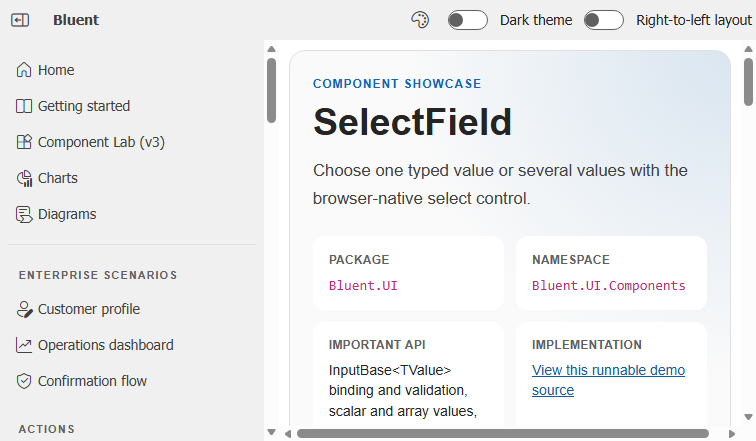 Bluent
Dark theme
Right-to-left layout
Home
Getting started
Component Lab (v3)
Charts
Diagrams
ENTERPRISE SCENARIOS
Customer profile
Operations dashboard
Confirmation flow
ACTIONS
COMPONENT SHOWCASE
SelectField
Choose one typed value or several values with the
browser-native select control.
PACKAGE
Bluent.UI
NAMESPACE
Bluent.UI.Components
IMPORTANT API
InputBase<TValue>
binding and validation,
scalar and array values,
IMPLEMENTATION
View this runnable demo
source